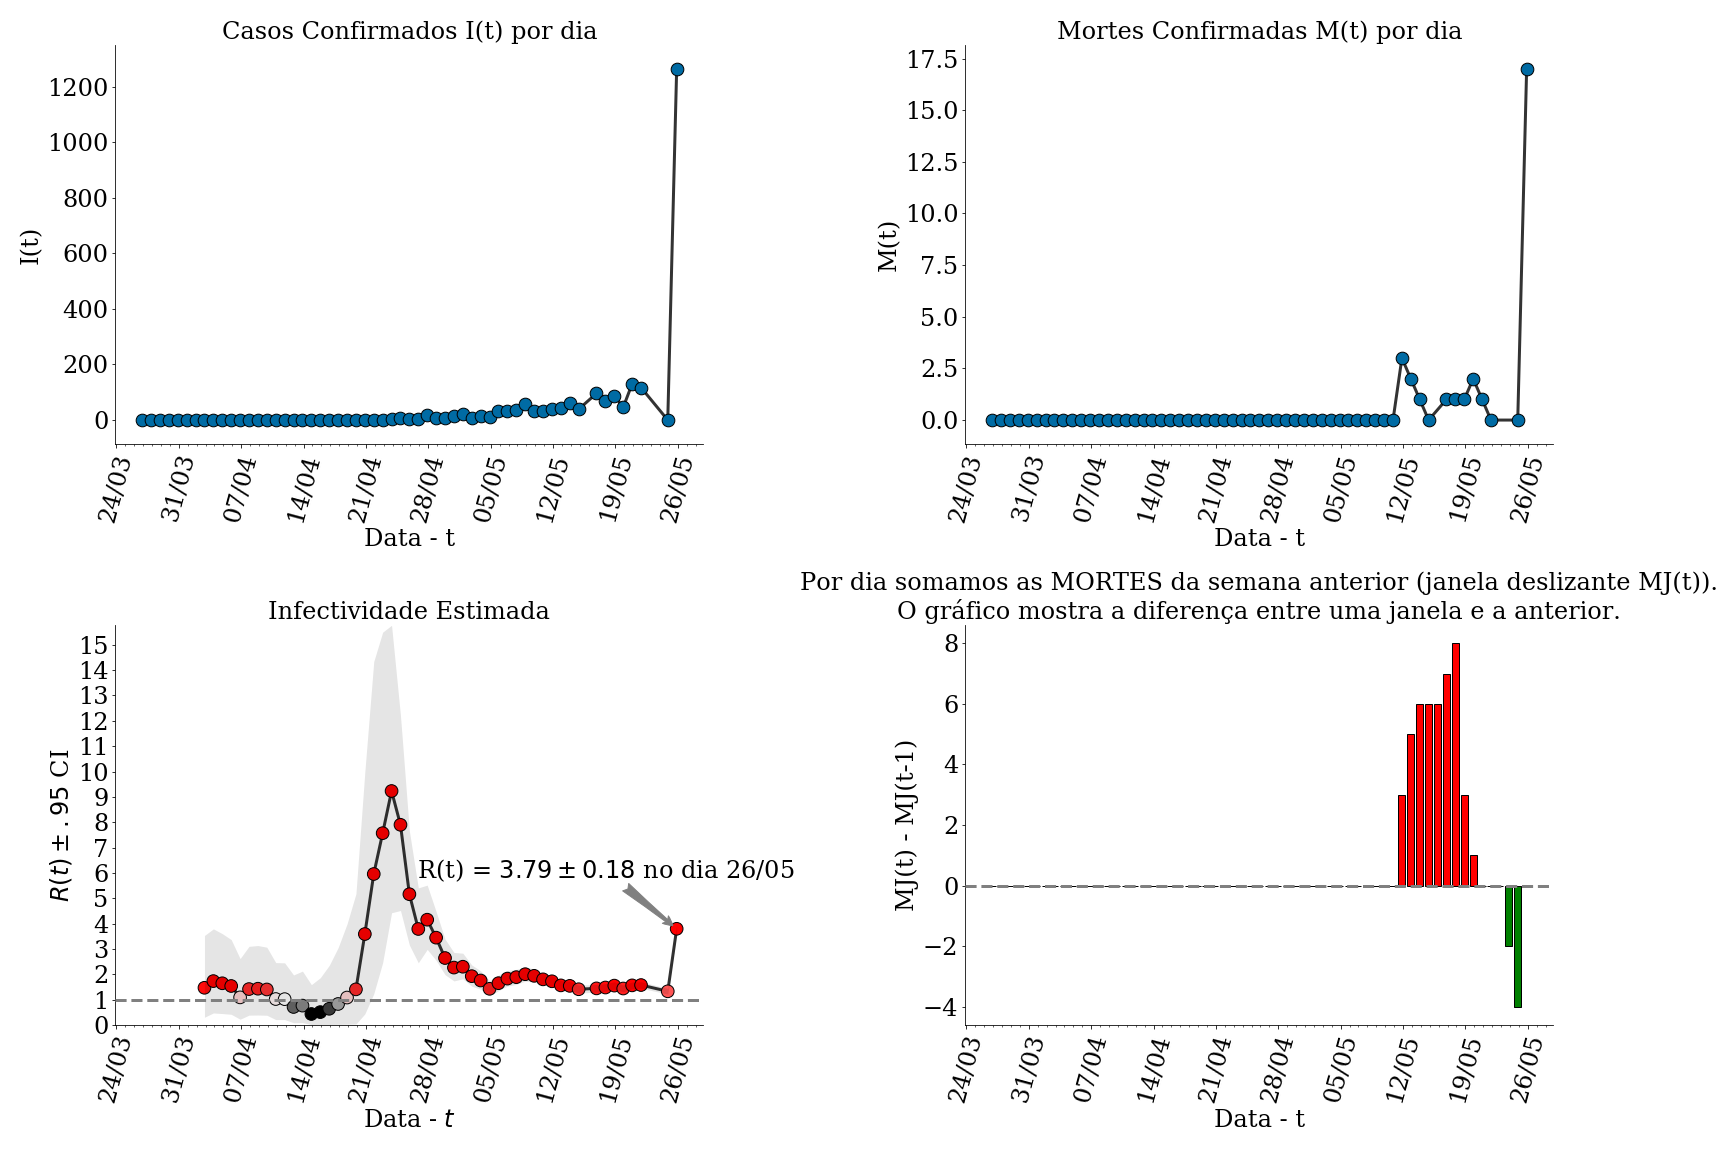 Casos Confirmados I(t) por dia
I(t)
1200
1000
800
600
400
200
0
24/03 31/03 07/04 14/04 21/04 28/04 05/05 12/05 19/05 26/05
Data - t
Mortes Confirmadas M(t) por dia
M(t)
17.5
15.0
12.5
10.0
7.5
5.0
2.5
0.0
24/03 31/03 07/04 14/04 21/04 28/04 05/05 12/05 19/05 26/05
Data - t
Infectividade Estimada
R(t) ± .95 CI
15
14
13
12
11
10
9
8
7
6
5
4
3
2
1
0
R(t) = 3.79 ± 0.18 no dia 26/05
24/03 31/03 07/04 14/04 21/04 28/04 05/05 12/05 19/05 26/05
Data - t
Por dia somamos as MORTES da semana anterior (janela deslizante MJ(t)).
O gráfico mostra a diferença entre uma janela e a anterior.
MJ(t) - MJ(t-1)
8
6
4
2
0
−2
−4
24/03 31/03 07/04 14/04 21/04 28/04 05/05 12/05 19/05 26/05
Data - t